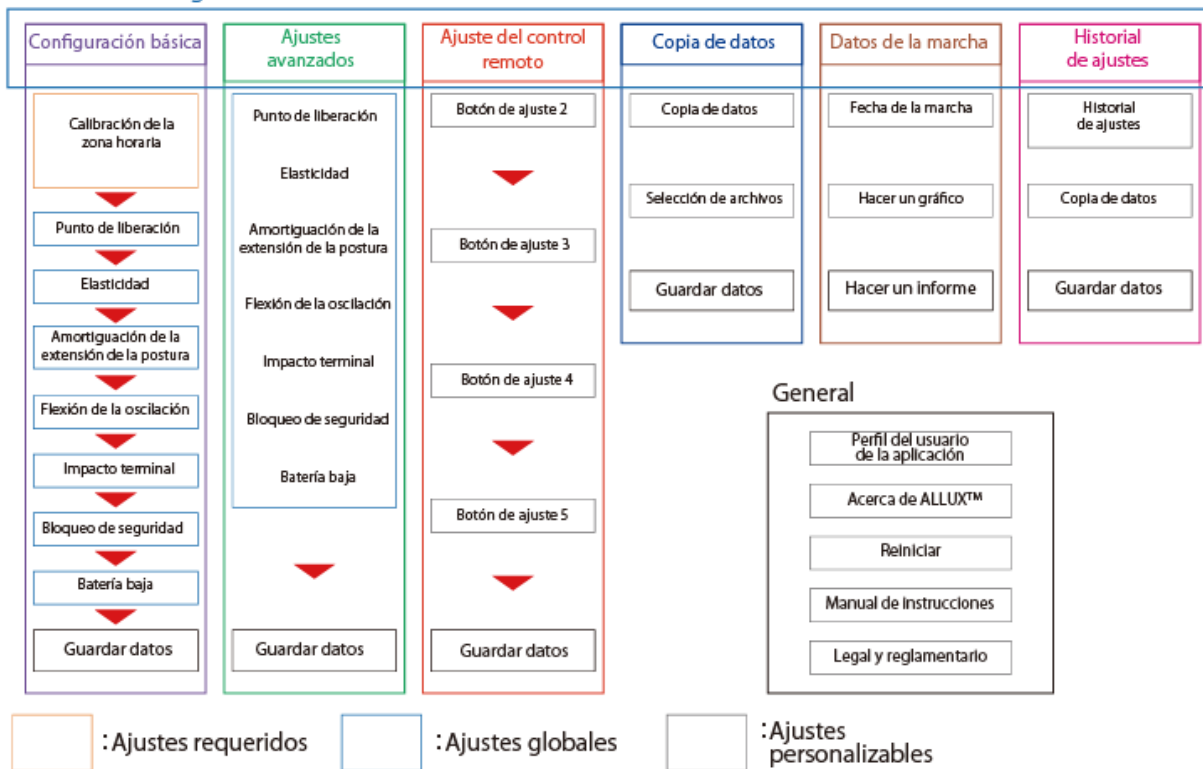 Configuración básica
Ajustes
avanzados
Ajuste del control
remoto
Copia de datos
Datos de la marcha
Historial
de ajustes
Calibración de la
zona horaria
Punto de liberación
Elasticidad
Amortiguación de la
extensión de la postura
Flexión de la oscilación
Impacto terminal
Bloqueo de seguridad
Batería baja
Guardar datos
Punto de liberación
Elasticidad
Amortiguación de la
extensión de la postura
Flexión de la oscilación
Impacto terminal
Bloqueo de seguridad
Batería baja
Guardar datos
Botón de ajuste 2
Botón de ajuste 3
Botón de ajuste 4
Botón de ajuste 5
Guardar datos
Copia de datos
Selección de archivos
Guardar datos
Fecha de la marcha
Hacer un gráfico
Hacer un informe
Historial
de ajustes
Copia de datos
Guardar datos
General
Perfil del usuario
de la aplicación
Acerca de ALLUX™
Reiniciar
Manual de instrucciones
Legal y reglamentario
:Ajustes requeridos
:Ajustes globales
:Ajustes
personalizables